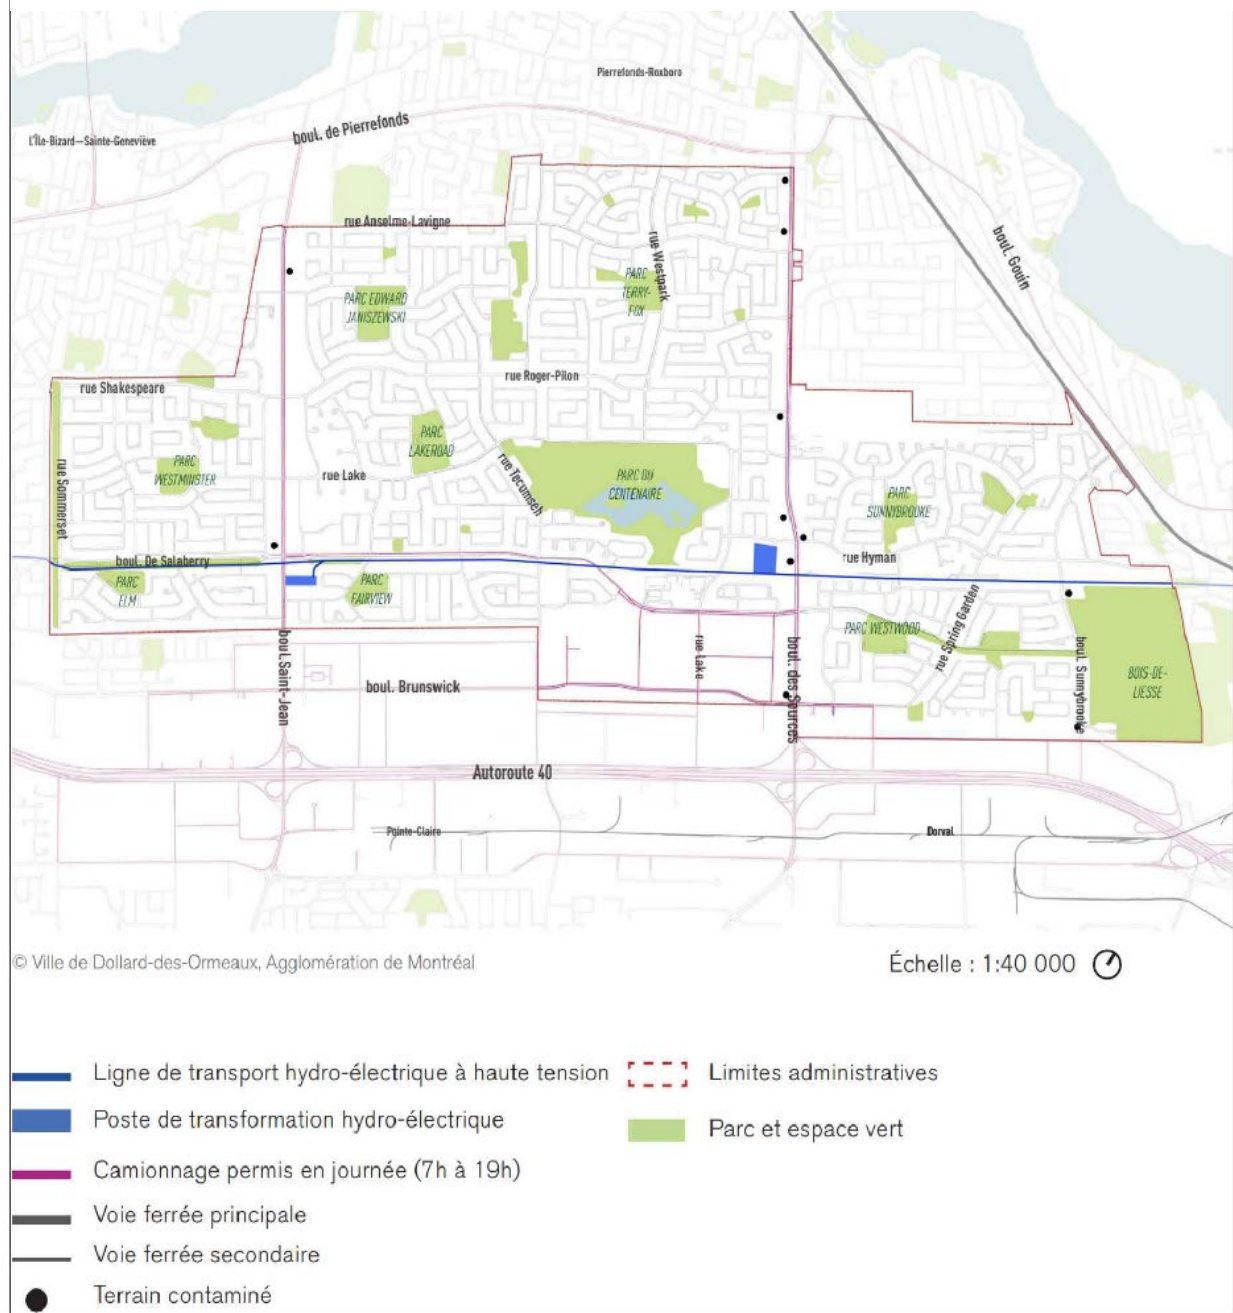 Pierrefonds-Roxboro
boul. de Pierrefonds
L'Île-Bizard—Sainte-Geneviève
rue Anselme-Lavigne
rue Westpark
boul. Gouin
PARC
TERRY-
FOX
PARC EDWARD
JANISZEWSKI
rue Roger-Pilon
rue Shakespeare
PARC
LAKEROAD
PARC
WESTMINSTER
rue Sommerset
rue Lake
rue Tecumseh
PARC DU
CENTENAIRE
PARC
SUNNYBROOKE
boul. De Salaberry
rue Hyman
PARC
ELM
PARC
FAIRVIEW
PARC WESTWOOD
rue Spring Garden
boul. Saint-Jean
rue Lake
boul. des Sources
boul. Sunnybrooke
BOIS-DE-
LIESSE
boul. Brunswick
Autoroute 40
Pointe-Claire
Dorval
© Ville de Dollard-des-Ormeaux, Agglomération de Montréal
Échelle : 1:40 000
Ligne de transport hydro-électrique à haute tension
Limites administratives
Poste de transformation hydro-électrique
Parc et espace vert
Camionnage permis en journée (7h à 19h)
Voie ferrée principale
Voie ferrée secondaire
Terrain contaminé